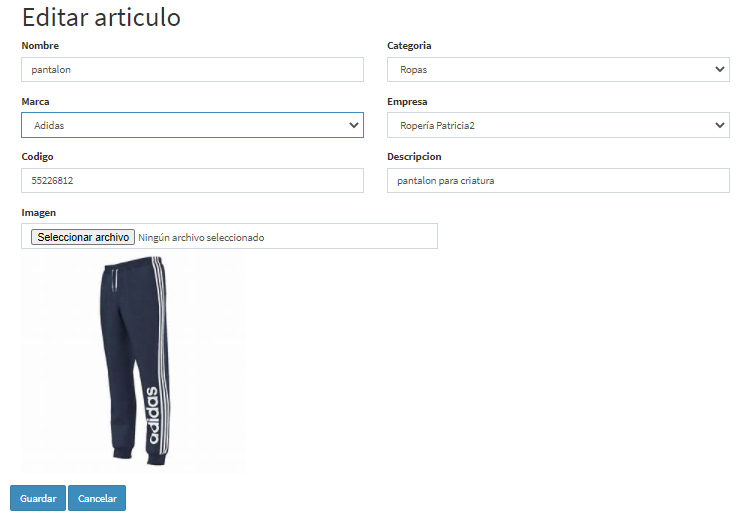 Editar articulo
Nombre Categoria
pantalon Ropas
Marca Empresa
Adidas Ropería Patricia2
Codigo Descripcion
55226812 pantalon para criatura
Imagen
Seleccionar archivo Ningún archivo seleccionado
adidas
Guardar Cancelar